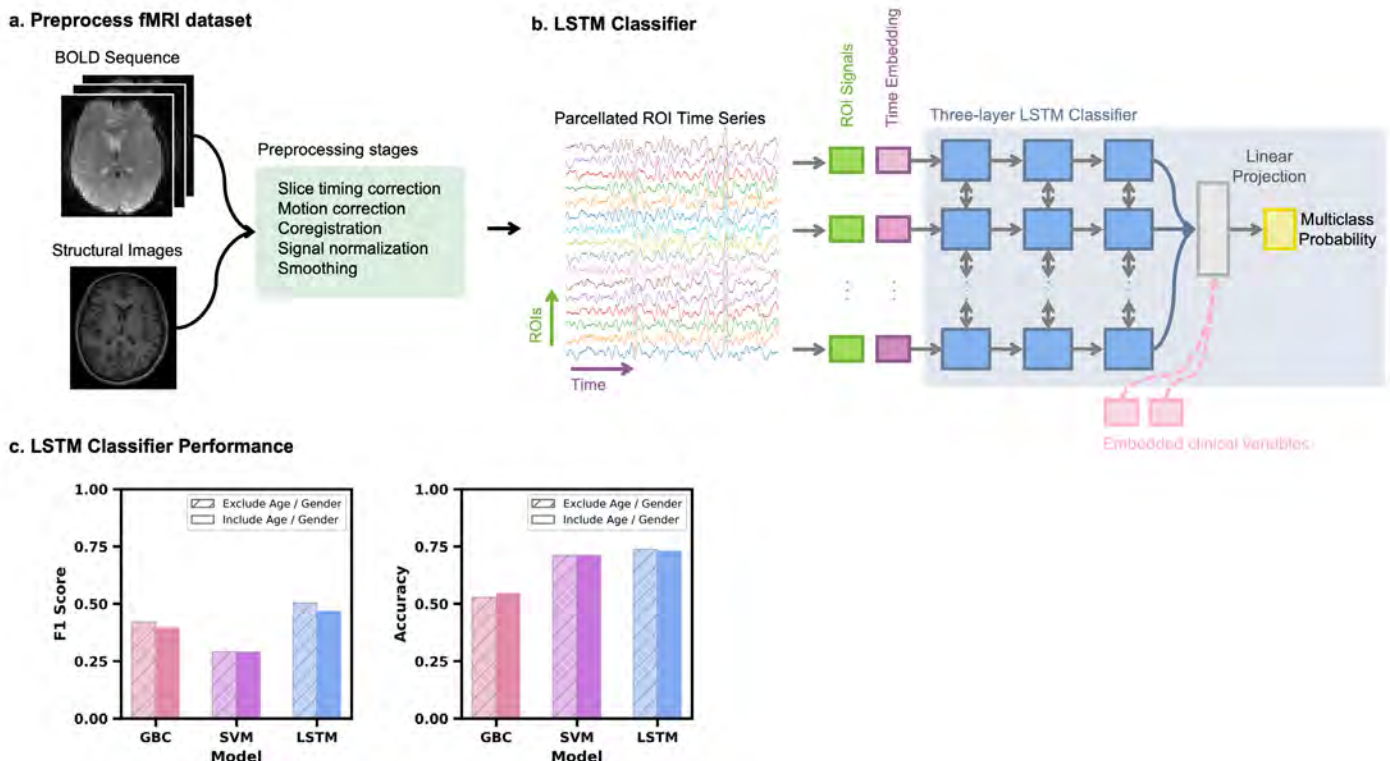 a. Preprocess fMRI dataset
BOLD Sequence
Structural Images
Preprocessing stages
Slice timing correction
Motion correction
Coregistration
Signal normalization
Smoothing
b. LSTM Classifier
Parcellated ROI Time Series
ROIs
Time
ROI Signals
Time Embedding
Three-layer LSTM Classifier
Linear
Projection
Multiclass
Probability
Embedded clinical variables
c. LSTM Classifier Performance
1.00
0.75
0.50
0.25
0.00
F1 Score
Exclude Age / Gender
Include Age / Gender
GBC SVM LSTM
Model
1.00
0.75
0.50
0.25
0.00
Accuracy
Exclude Age / Gender
Include Age / Gender
GBC SVM LSTM
Model